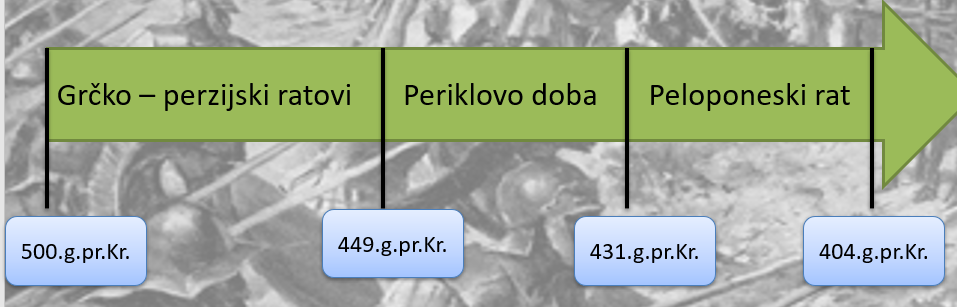 Grčko – perzijski ratovi
Periklovo doba
Peloponeski rat
500.g.pr.Kr.
449.g.pr.Kr.
431.g.pr.Kr.
404.g.pr.Kr.